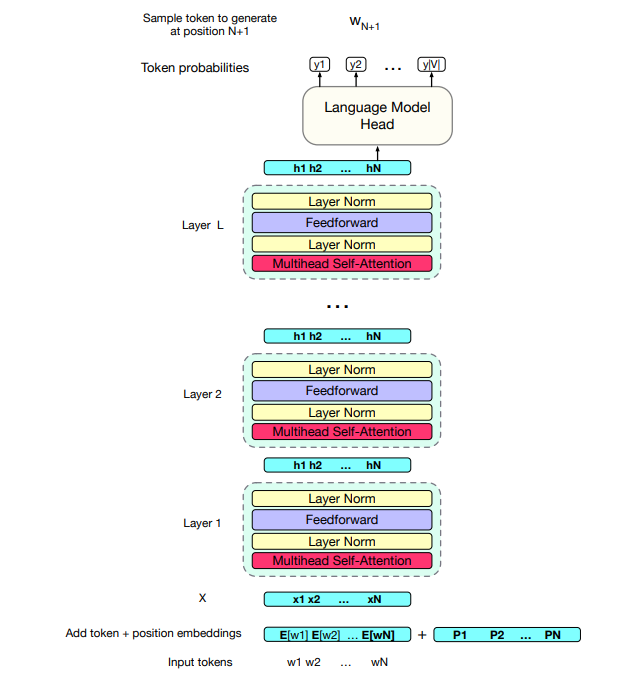 Sample token to generate
at position N+1
wN+1
Token probabilities
y1 y2 ... y|V|
Language Model
Head
h1 h2 ... hN
Layer L
Layer Norm
Feedforward
Layer Norm
Multihead Self-Attention
...
h1 h2 ... hN
Layer 2
Layer Norm
Feedforward
Layer Norm
Multihead Self-Attention
h1 h2 ... hN
Layer 1
Layer Norm
Feedforward
Layer Norm
Multihead Self-Attention
X
x1 x2 ... xN
Add token + position embeddings
E[w1] E[w2] ... E[wN] + P1 P2 ... PN
Input tokens
w1 w2 ... wN